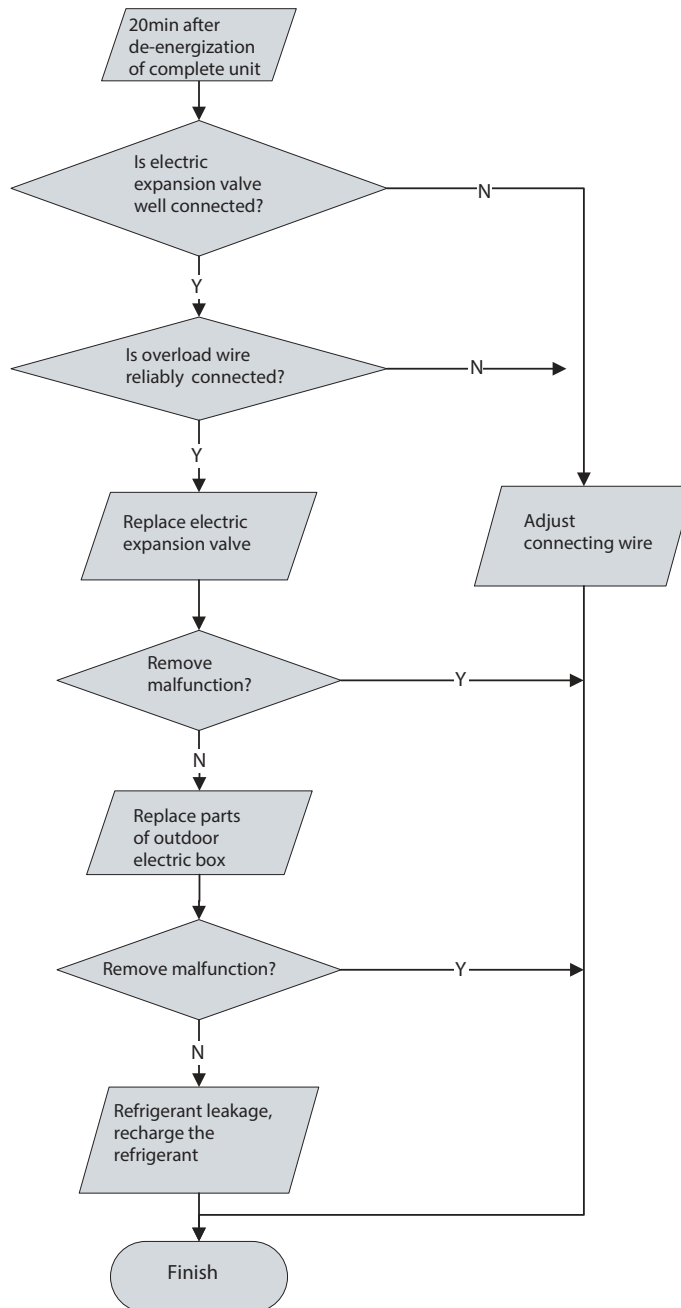 20min after
de-energization
of complete unit
Is electric
expansion valve
well connected?
N
Y
Is overload wire
reliably connected?
N
Y
Replace electric
expansion valve
Adjust
connecting wire
Remove
malfunction?
Y
N
Replace parts
of outdoor
electric box
Remove malfunction?
Y
N
Refrigerant leakage,
recharge the
refrigerant
Finish